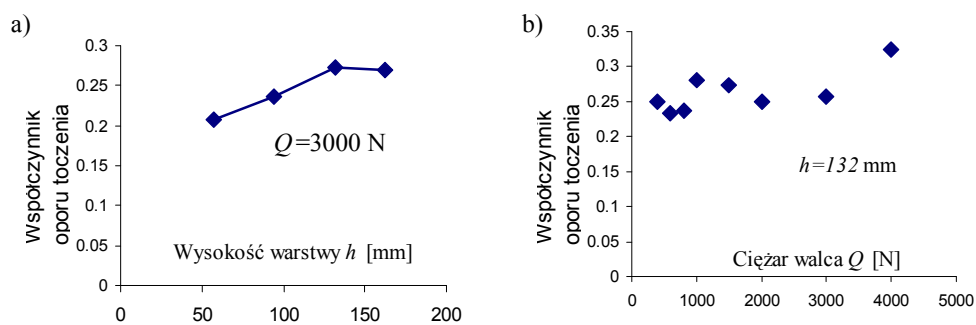 a)
Współczynnik
oporu toczenia
0.3
0.25
0.2
0.15
0.1
0.05
0
Q=3000 N
Wysokość warstwy h [mm]
0 50 100 150 200
b)
Współczynnik
oporu toczenia
0.35
0.3
0.25
0.2
0.15
0.1
0.05
0
h=132 mm
Ciężar walca Q [N]
0 1000 2000 3000 4000 5000